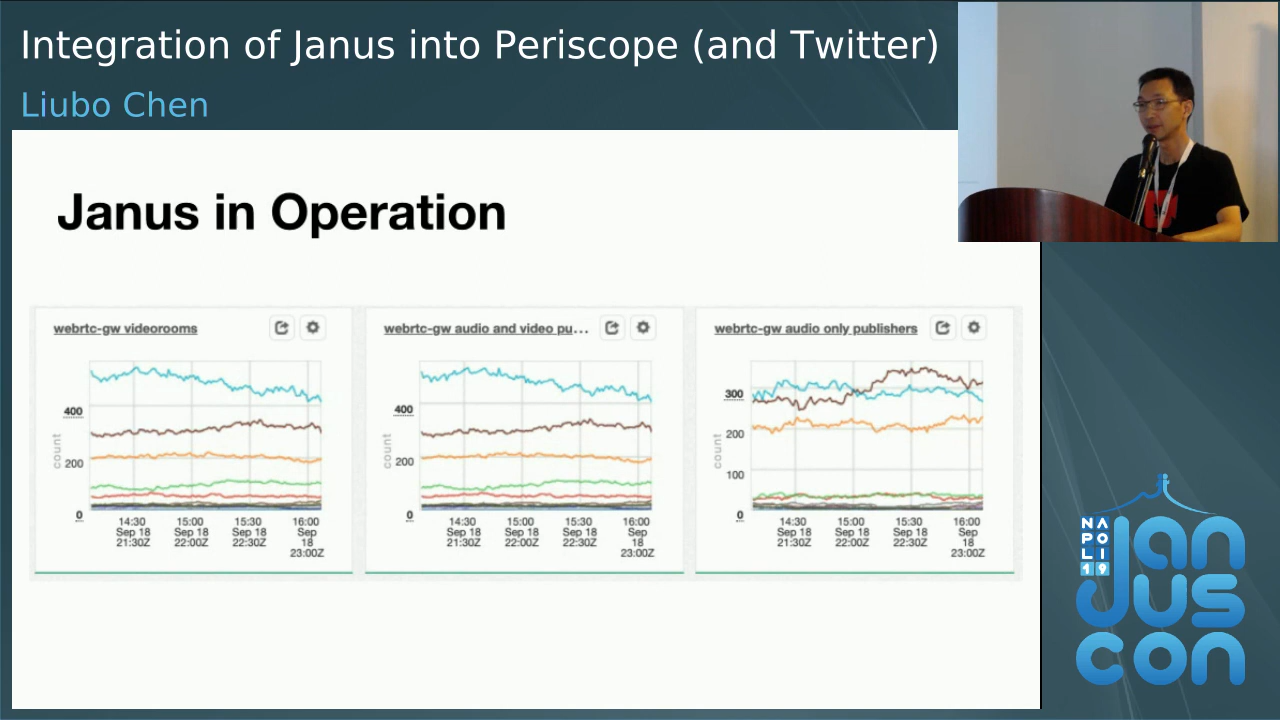 Integration of Janus into Periscope (and Twitter)
Liubo Chen
Janus in Operation
webrtc-gw videorooms
count
400
200
0
14:30 15:00 15:30 16:00
Sep 18 Sep 18 Sep 18 Sep
21:30Z 22:00Z 22:30Z 18
23:00Z
webrtc-gw audio and video pu...
count
400
200
0
14:30 15:00 15:30 16:00
Sep 18 Sep 18 Sep 18 Sep
21:30Z 22:00Z 22:30Z 18
23:00Z
webrtc-gw audio only publishers
count
300
200
100
0
14:30 15:00 15:30 16:00
Sep 18 Sep 18 Sep 18 Sep
21:30Z 22:00Z 22:30Z 18
23:00Z
NAPOLI19
Janus
con